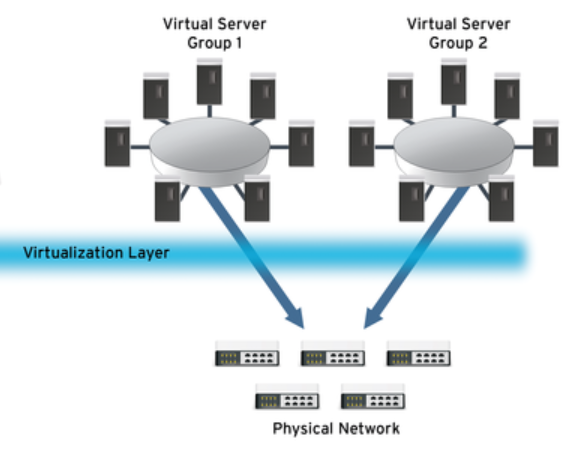 Virtual Server
Group 1
Virtual Server
Group 2
Virtualization Layer
Physical Network